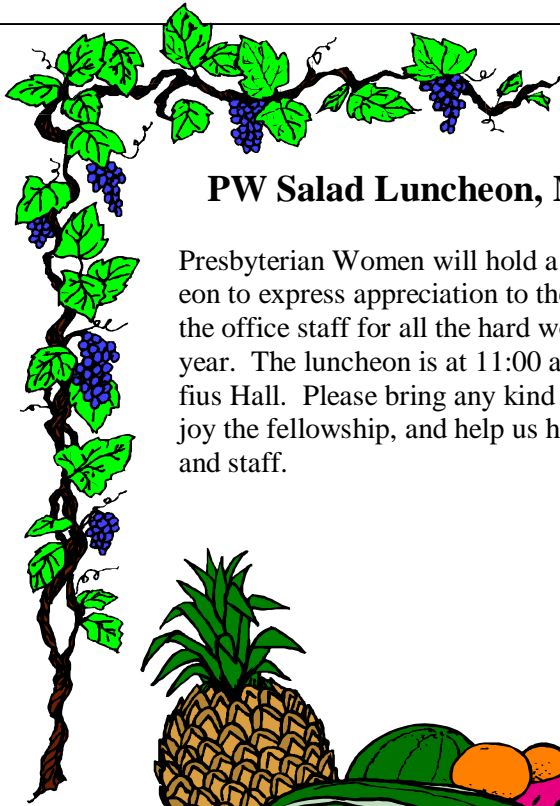 PW Salad Luncheon,
Presbyterian Women will hold a
eon to express appreciation to the
the office staff for all the hard
year. The luncheon is at 11:00 a
fius Hall. Please bring any kind
joy the fellowship, and help us
and staff.